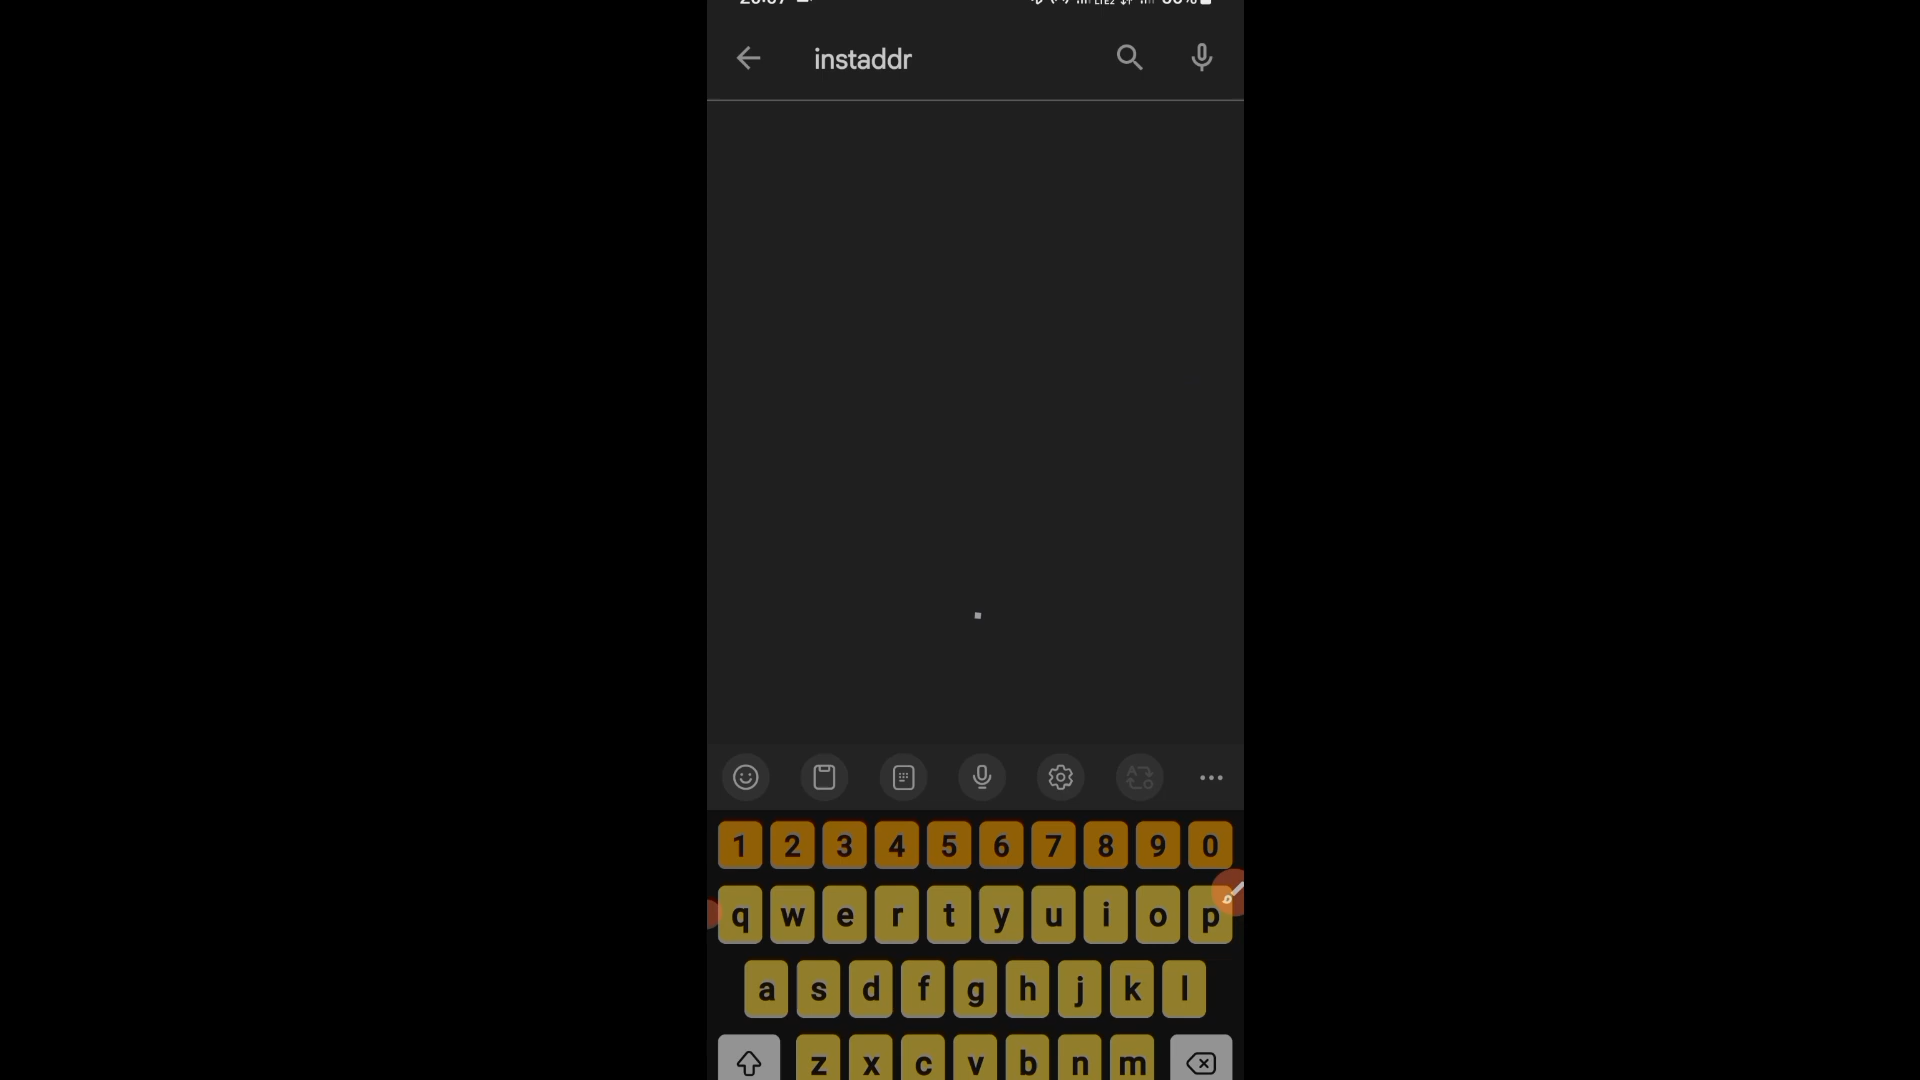 instaddr
1 2 3 4 5 6 7 8 9 0
q w e r t y u i o p
a s d f g h j k l
z x c v b n m